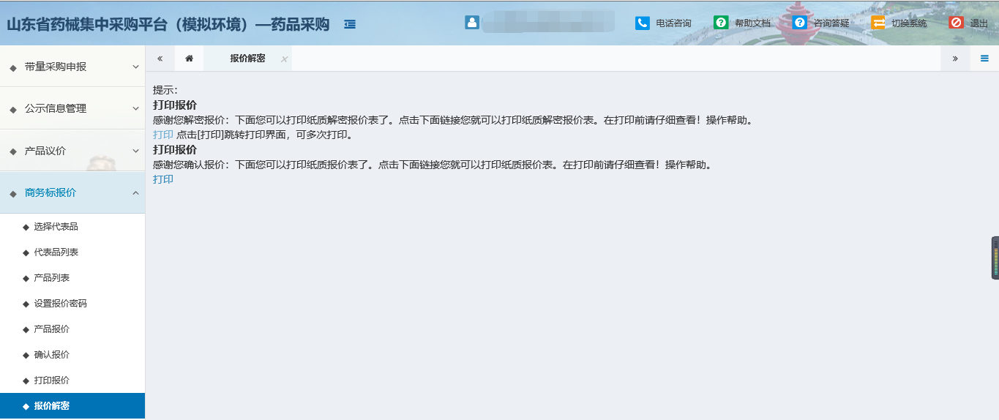 山东省药械集中采购平台（模拟环境）—药品采购
电话咨询
帮助文档
咨询答疑
切换系统
退出
带量采购申报
公示信息管理
产品议价
商务标报价
选择代表品
代表品列表
产品列表
设置报价密码
产品报价
确认报价
打印报价
报价解密
报价解密
提示：
打印报价
感谢您解密报价：下面您可以打印纸质解密报价表了。点击下面链接您就可以打印纸质解密报价表。在打印前请仔细查看！操作帮助。
打印 点击[打印]跳转打印界面，可多次打印。
打印报价
感谢您确认报价：下面您可以打印纸质报价表了。点击下面链接您就可以打印纸质报价表。在打印前请仔细查看！操作帮助。
打印